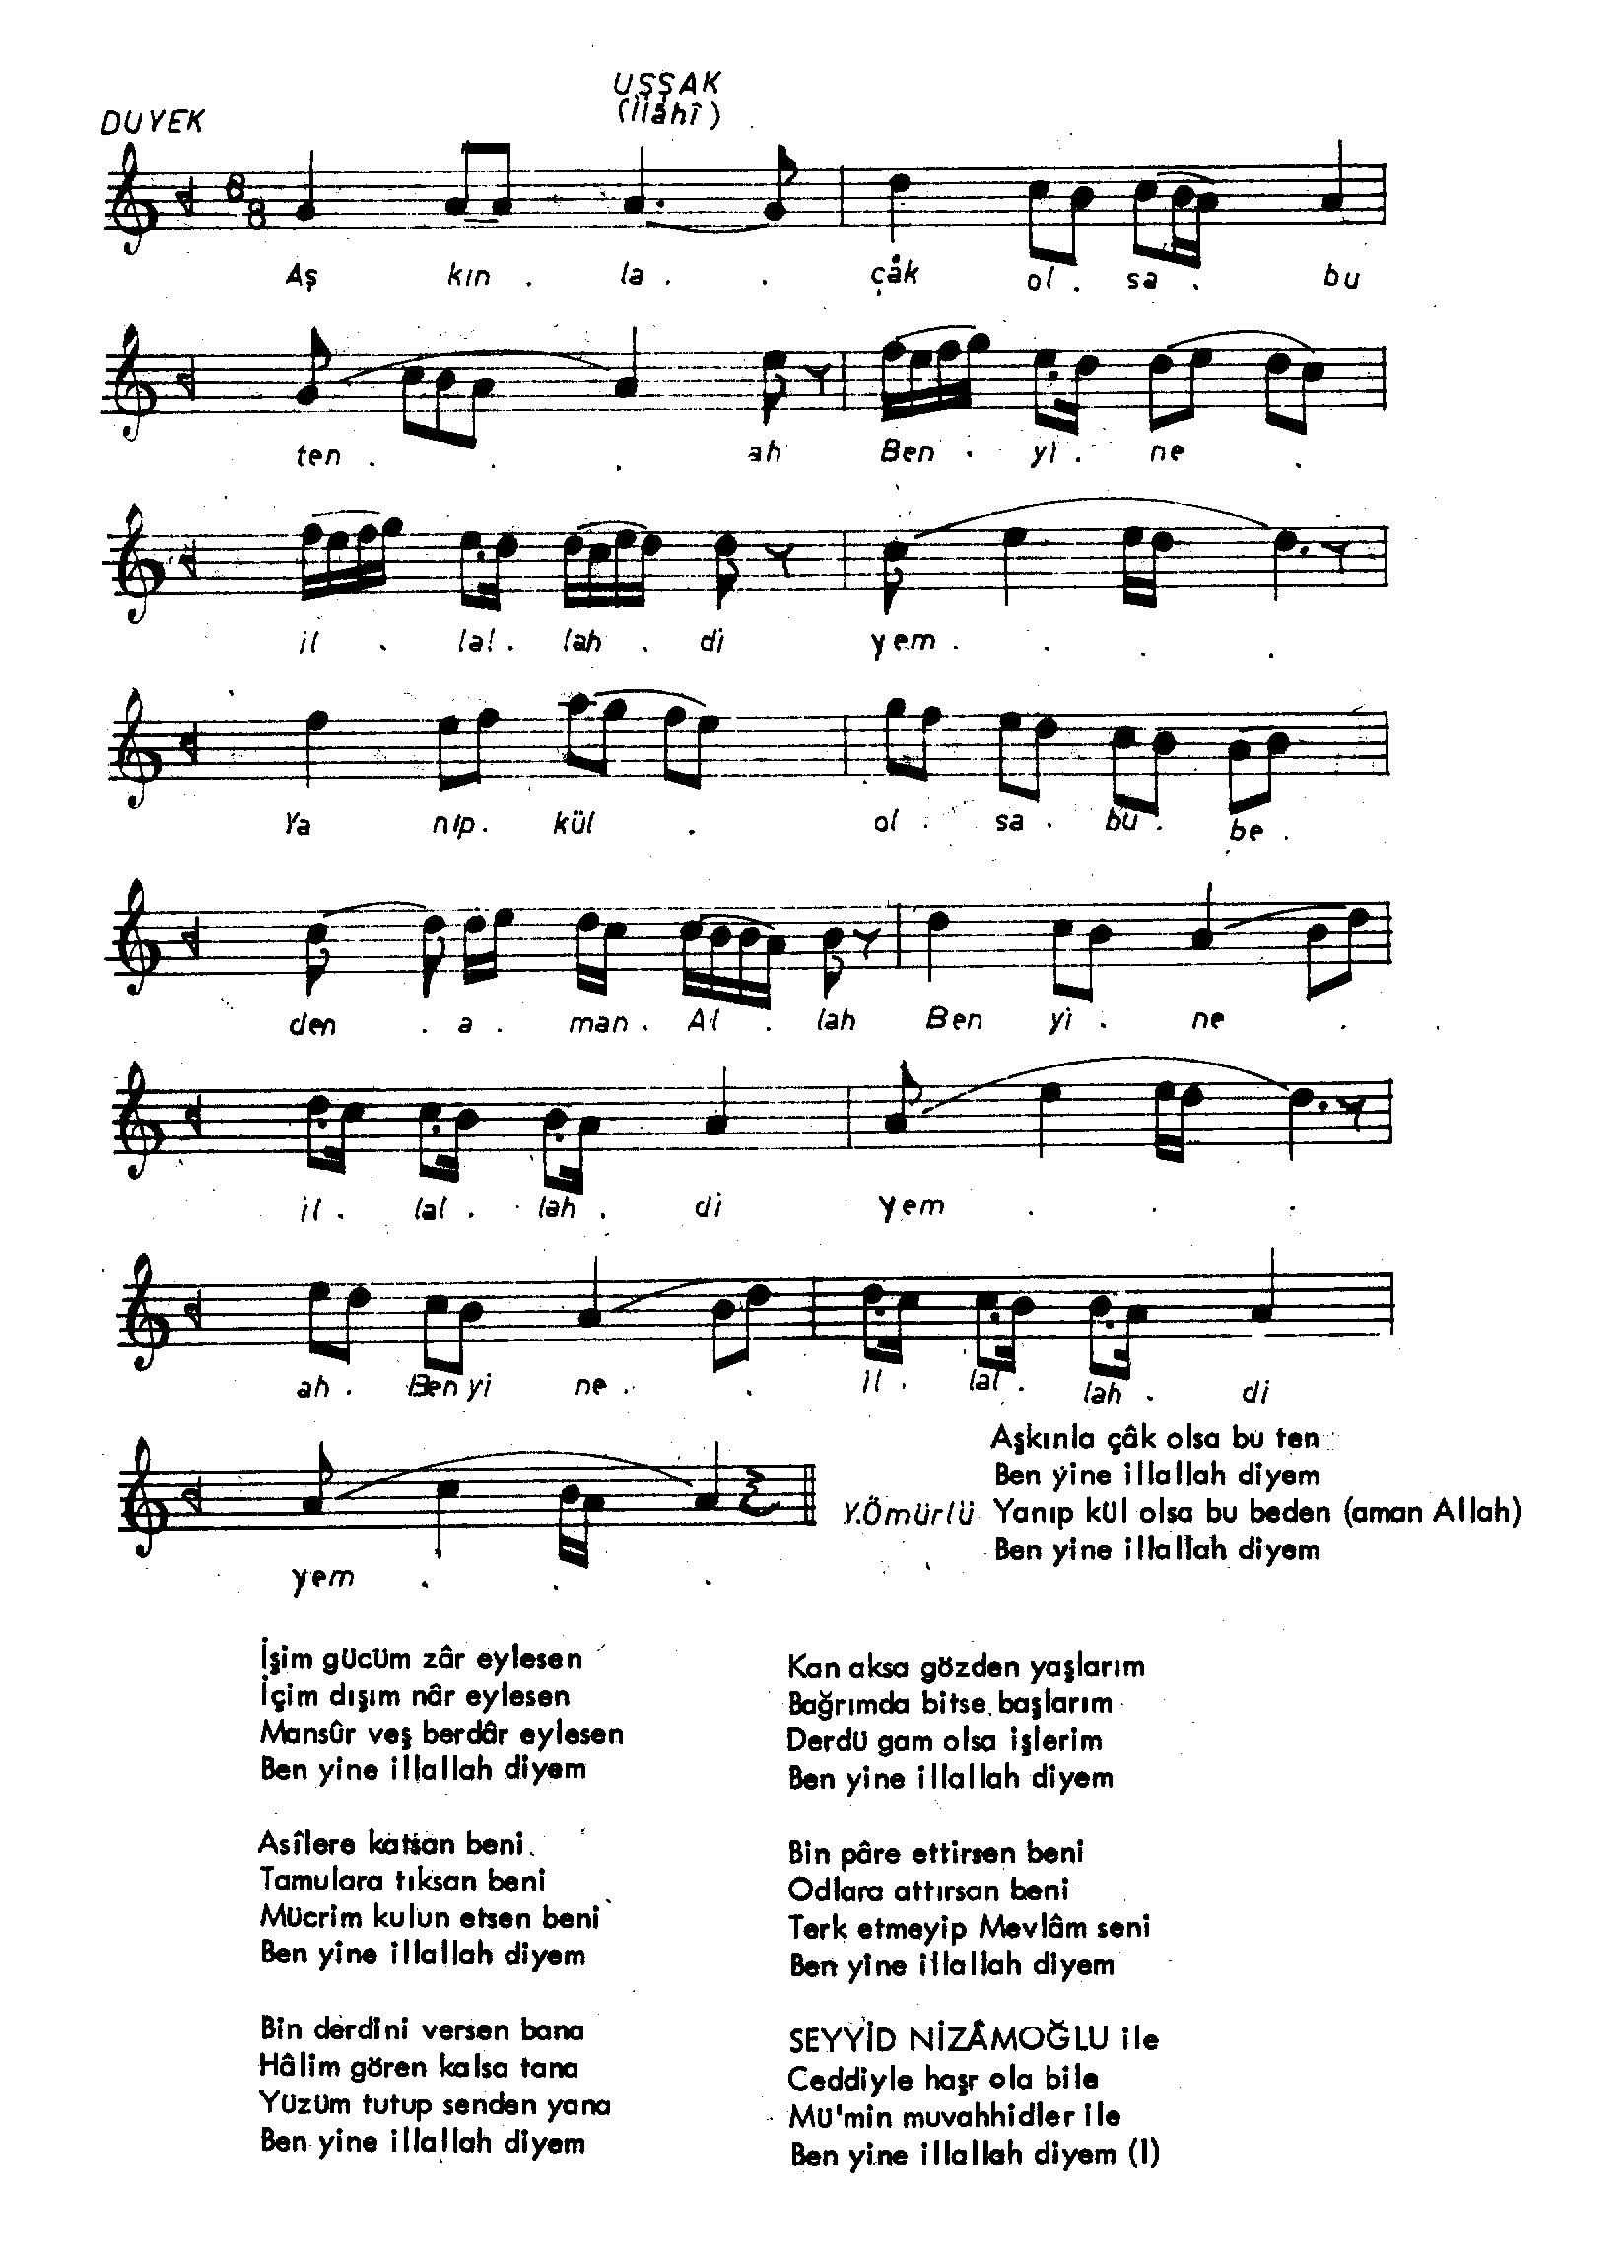 UŞŞAK
(İlâhî)
DUYEK
8
8
Aş kın . la . . çâk ol . sa . bu
ten . . . ah Ben . yi . ne .
il . lal . lah . di yem . . . .
Ya nıp . kül . ol . sa . bu . be .
den . a . man . Al . lah Ben yi . ne .
il . lal . lah . di yem . . .
ah . Ben yi ne . . il . lal . lah . di
yem . . .
Y.Ömürlü
Aşkınla çâk olsa bu ten
Ben yine illallah diyem
Yanıp kül olsa bu beden (aman Allah)
Ben yine illallah diyem
İşim gücüm zâr eylesen
İçim dışım nâr eylesen
Mansûr veş berdâr eylesen
Ben yine illallah diyem
Asîlere katsan beni
Tamulara tıksan beni
Mücrim kulun etsen beni
Ben yine illallah diyem
Bin derdini versen bana
Hâlim gören kalsa tana
Yüzüm tutup senden yana
Ben yine illallah diyem
Kan aksa gözden yaşlarım
Bağrımda bitse başlarım
Derdü gam olsa işlerim
Ben yine illallah diyem
Bin pâre ettirsen beni
Odlara attırsan beni
Terk etmeyip Mevlâm seni
Ben yine illallah diyem
SEYYİD NİZÂMOĞLU ile
Ceddiyle haşr ola bile
Mü'min muvahhidler ile
Ben yine illallah diyem (I)